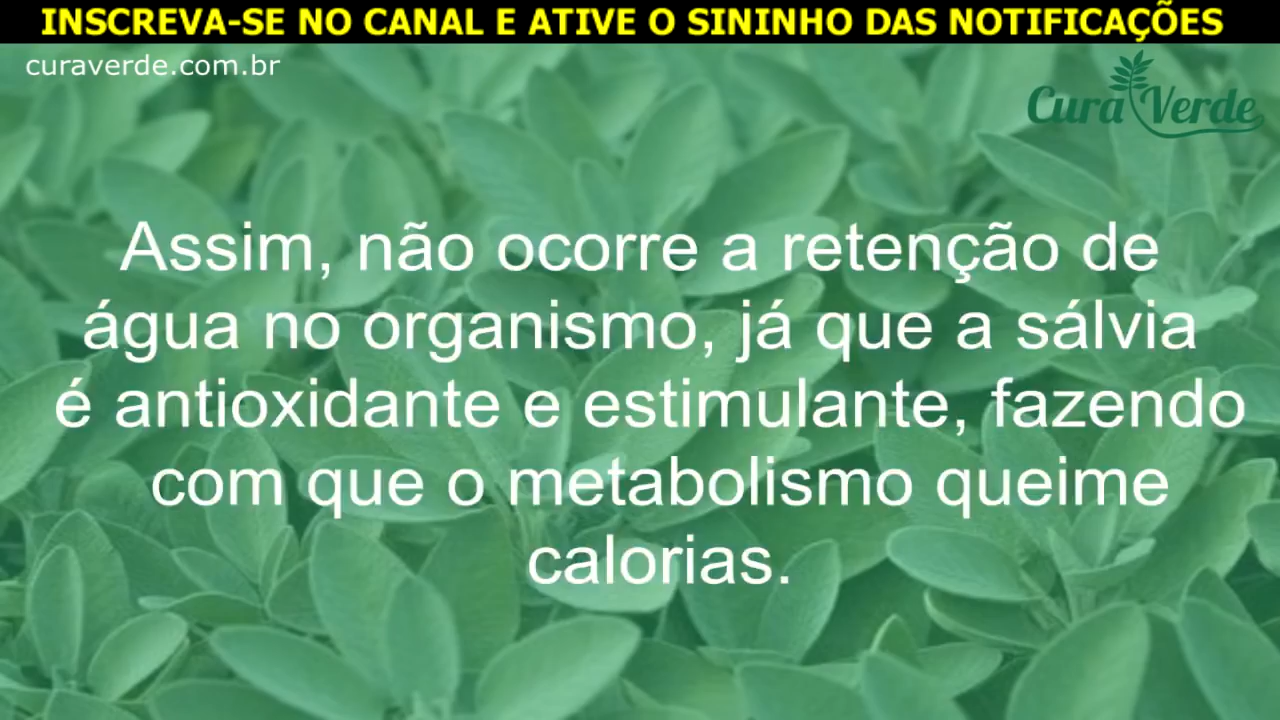 INSCREVA-SE NO CANAL E ATIVE O SININHO DAS NOTIFICAÇÕES
curaverde.com.br
Cura Verde
Assim, não ocorre a retenção de
água no organismo, já que a sálvia
é antioxidante e estimulante, fazendo
com que o metabolismo queime
calorias.